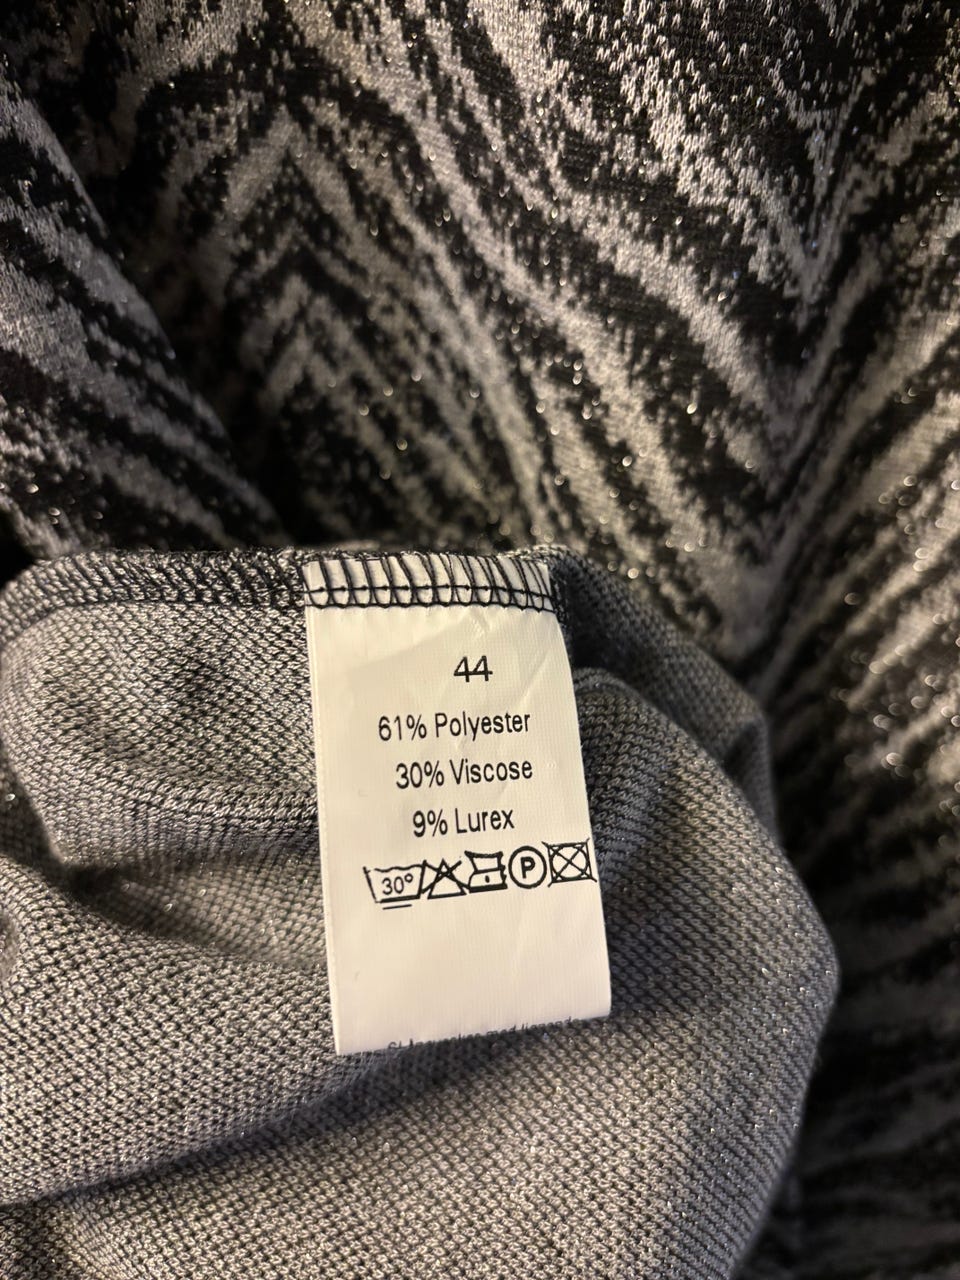 44
61% Polyester
30% Viscose
9% Lurex
30° P